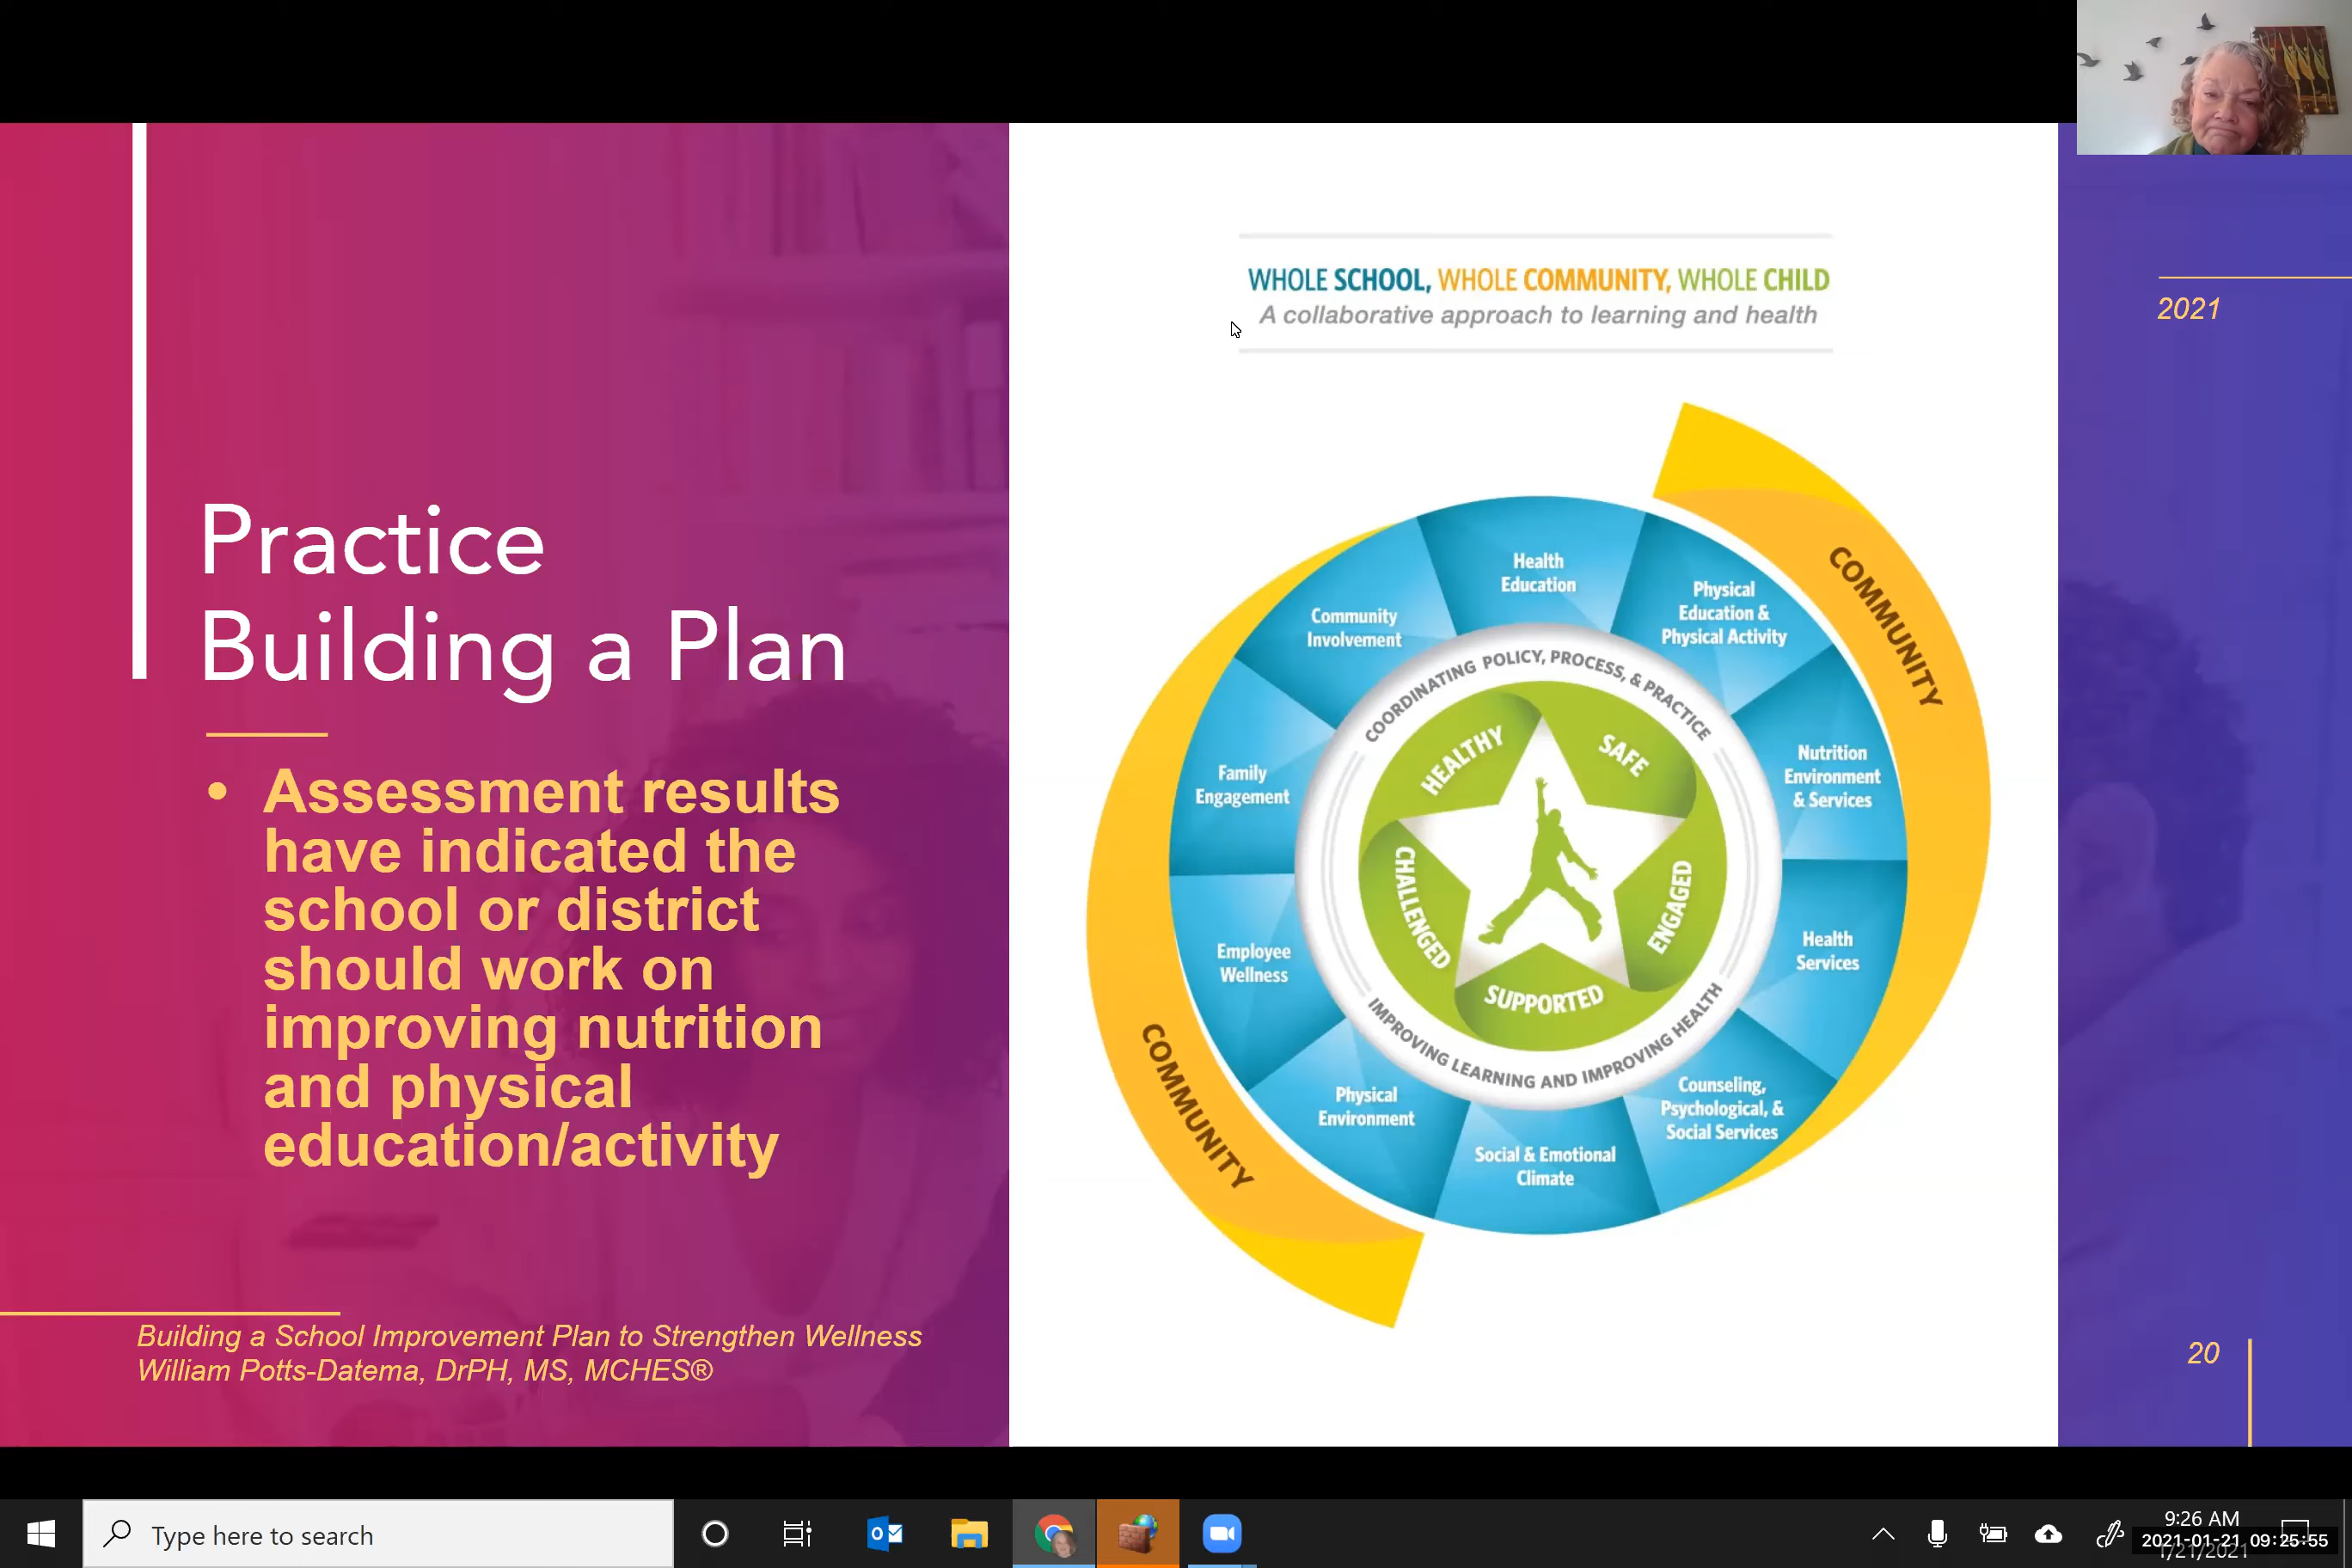 Practice
Building a Plan
• Assessment results
have indicated the
school or district
should work on
improving nutrition
and physical
education/activity
Building a School Improvement Plan to Strengthen Wellness
William Potts-Datema, DrPH, MS, MCHES®
WHOLE SCHOOL, WHOLE COMMUNITY, WHOLE CHILD
A collaborative approach to learning and health
COMMUNITY
Health
Education
Physical
Education &
Physical Activity
Nutrition
Environment
& Services
Health
Services
Counseling,
Psychological, &
Social Services
Social & Emotional
Climate
Physical
Environment
Employee
Wellness
Family
Engagement
Community
Involvement
COORDINATING POLICY, PROCESS, & PRACTICE
IMPROVING LEARNING AND IMPROVING HEALTH
HEALTHY
SAFE
ENGAGED
SUPPORTED
CHALLENGED
COMMUNITY
2021
20
Type here to search
9:26 AM
1/21/2021
2021-01-21 09:25:55